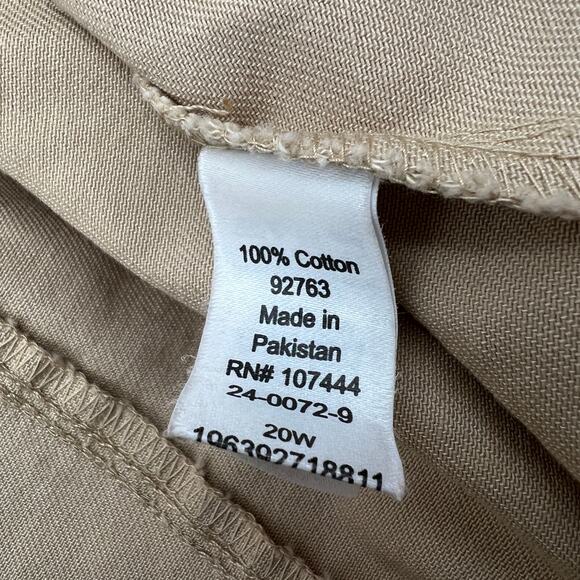 100% Cotton
92763
Made in
Pakistan
RN# 107444
24-0072-9
20W
196392718811